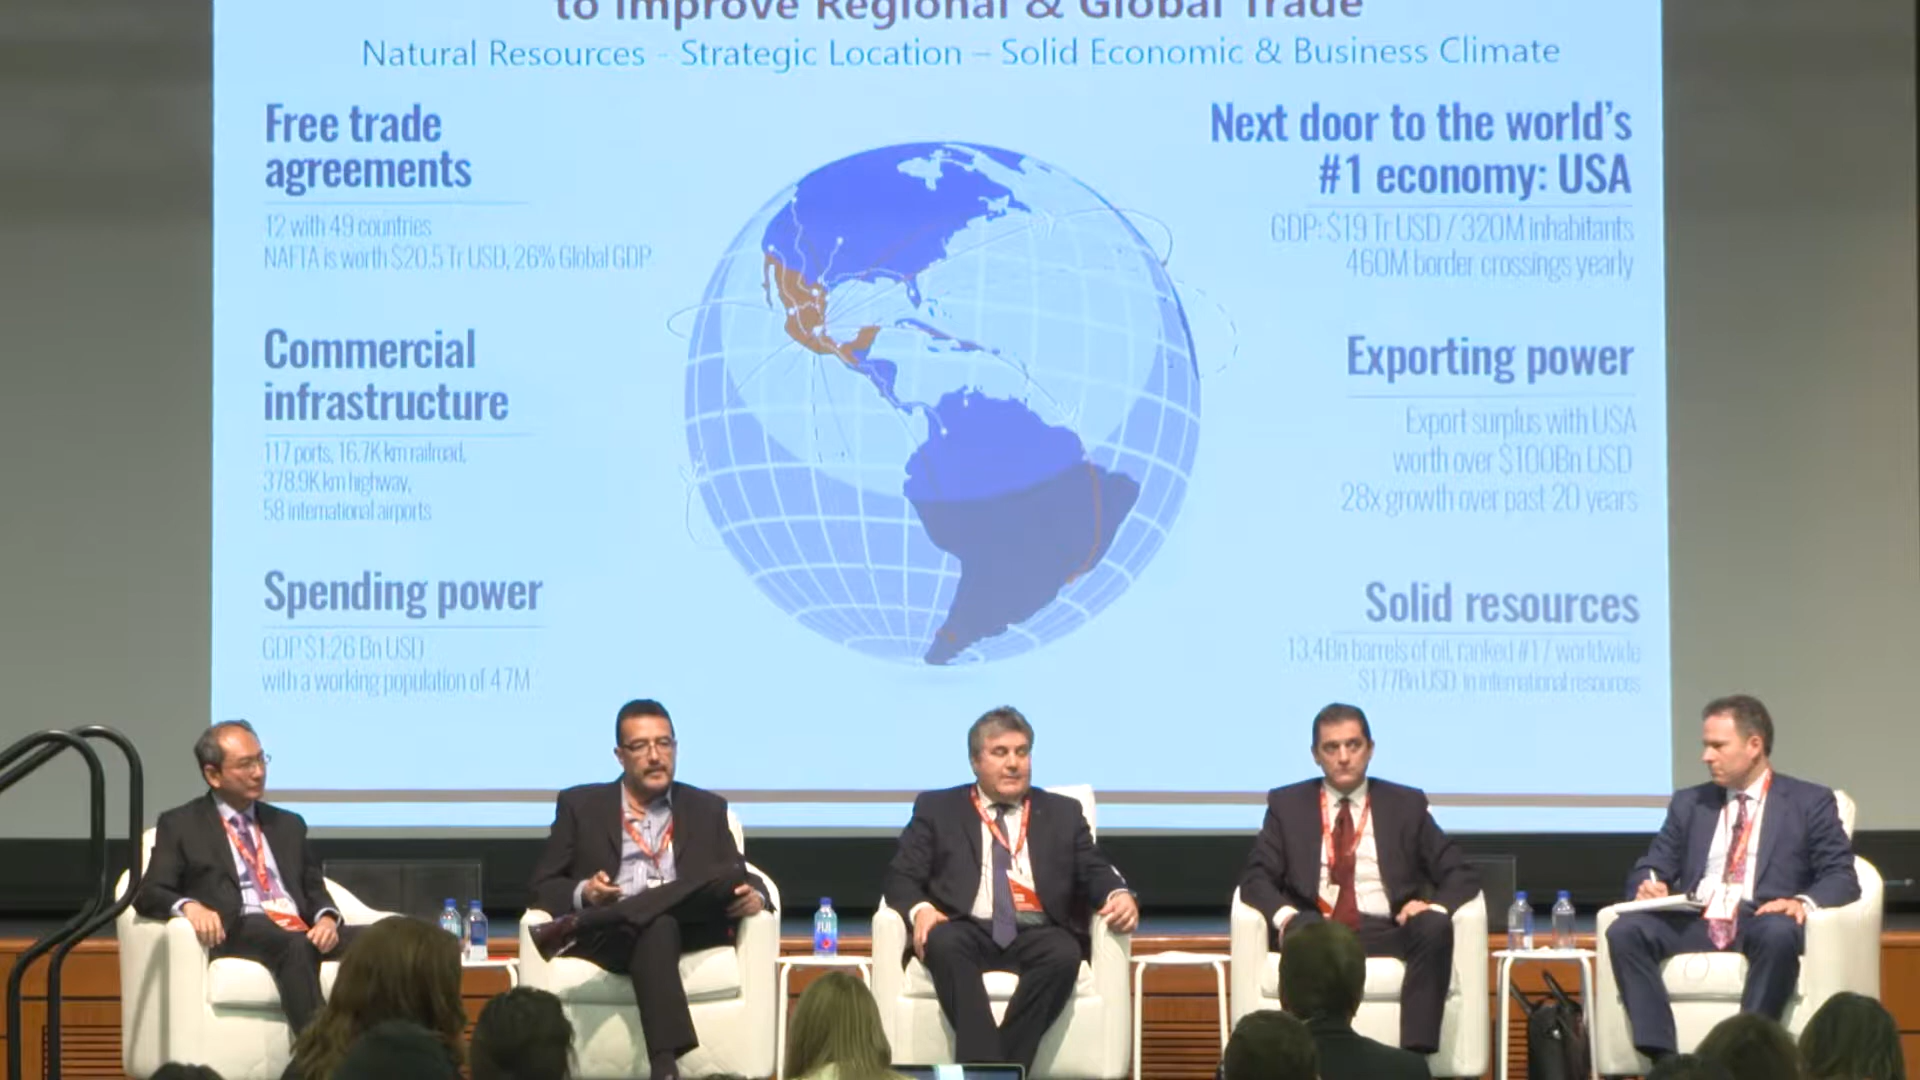 to Improve Regional & Global Trade
Natural Resources - Strategic Location – Solid Economic & Business Climate
Free trade
agreements
12 with 49 countries
NAFTA is worth $20.5 Tr USD, 26% Global GDP
Commercial
infrastructure
117 ports, 16.7K km railroad,
378.9K km highway,
58 international airports
Spending power
GDP $1.26 Bn USD
with a working population of 47M
Next door to the world's
#1 economy: USA
GDP: $19 Tr USD / 320M inhabitants
460M border crossings yearly
Exporting power
Export surplus with USA
worth over $100Bn USD
28x growth over past 20 years
Solid resources
13.4Bn barrels of oil, ranked #17 worldwide
$177Bn USD in international resources
FIJI